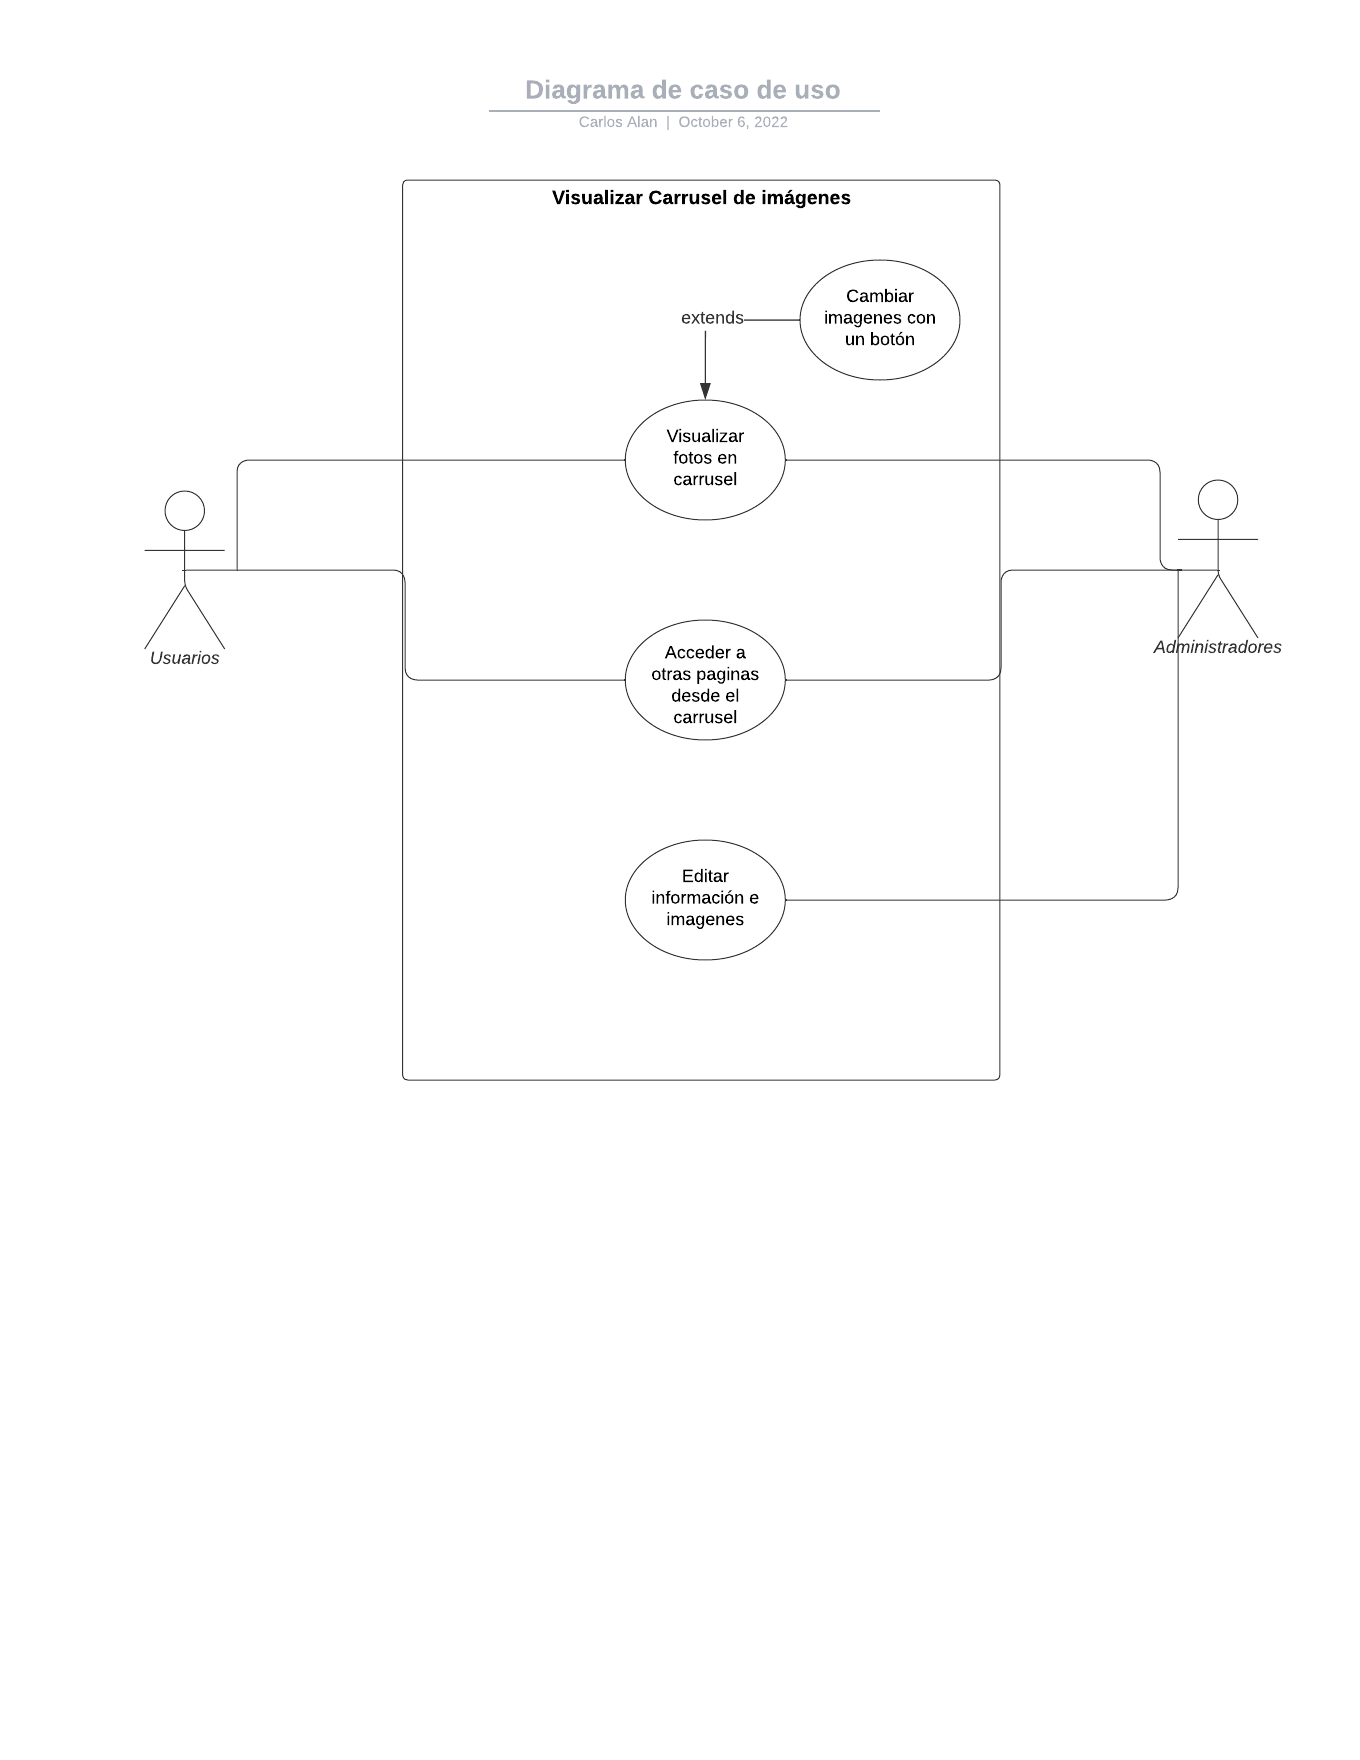 Diagrama de caso de uso
Carlos Alan | October 6, 2022
Visualizar Carrusel de imágenes
Cambiar
imagenes con
un botón
extends
Visualizar
fotos en
carrusel
Usuarios
Administradores
Acceder a
otras paginas
desde el
carrusel
Editar
información e
imagenes